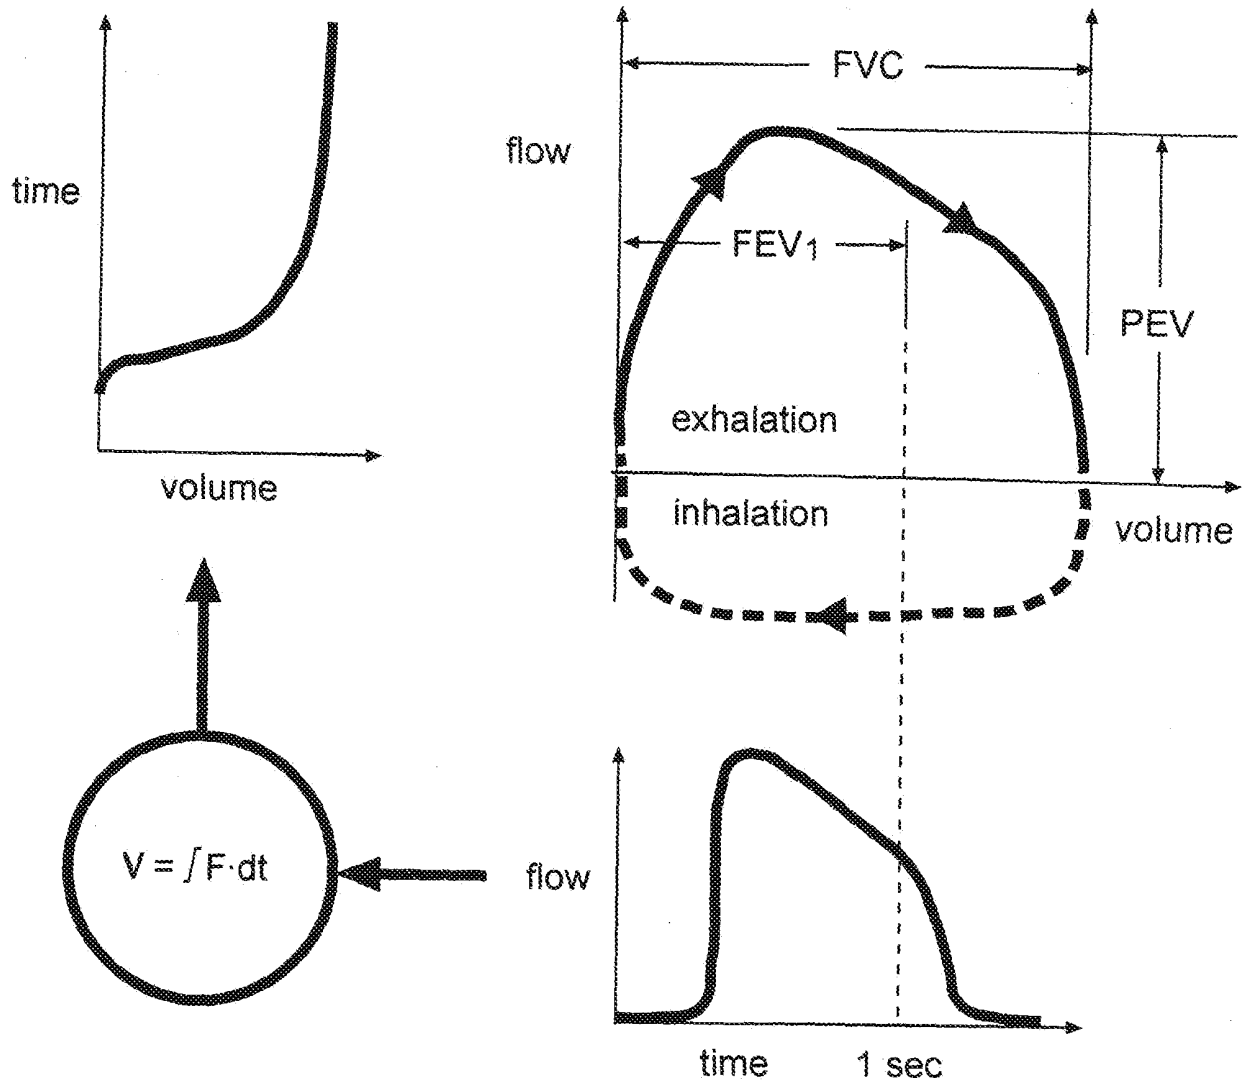 FVC
flow
time
FEV1
PEV
exhalation
volume
inhalation
volume
V = ∫F·dt
flow
time
1 sec